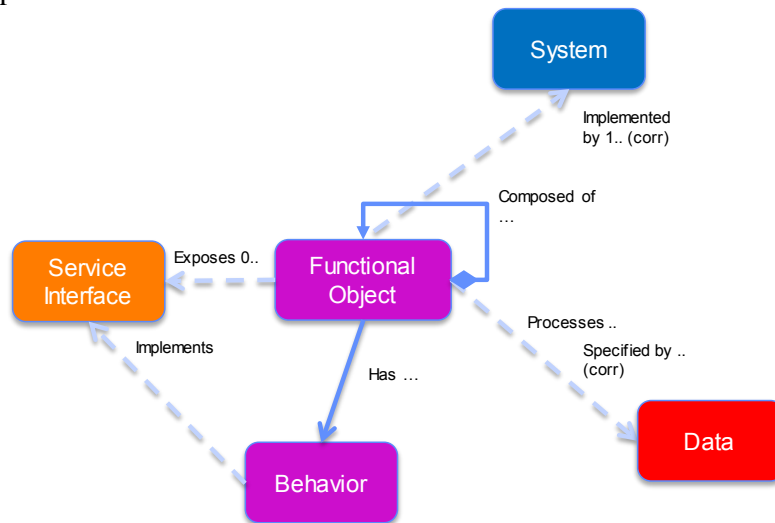 System
Implemented
by 1.. (corr)
Composed of
...
Exposes 0..
Service
Interface
Functional
Object
Processes ..
Implements
Specified by ..
(corr)
Has ...
Data
Behavior